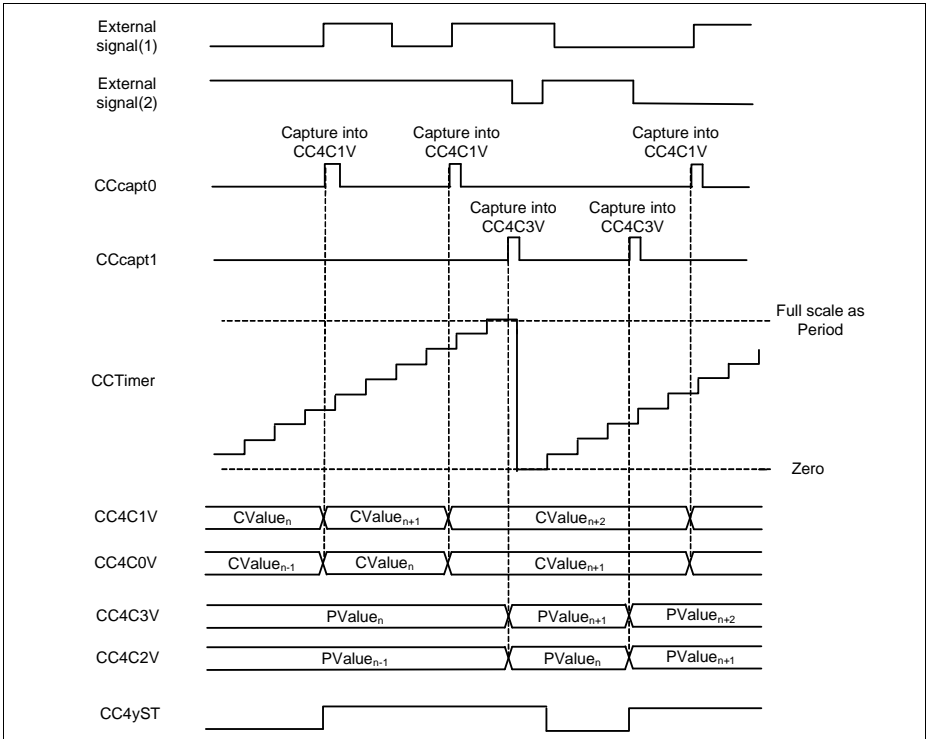 External
signal(1)
External
signal(2)
Capture into
CC4C1V
Capture into
CC4C1V
Capture into
CC4C1V
CCcapt0
Capture into
CC4C3V
Capture into
CC4C3V
CCcapt1
Full scale as
Period
CCTimer
Zero
CC4C1V CValueₙ CValueₙ₊₁ CValueₙ₊₂
CC4C0V CValueₙ₋₁ CValueₙ CValueₙ₊₁
CC4C3V PValueₙ PValueₙ₊₁ PValueₙ₊₂
CC4C2V PValueₙ₋₁ PValueₙ PValueₙ₊₁
CC4yST